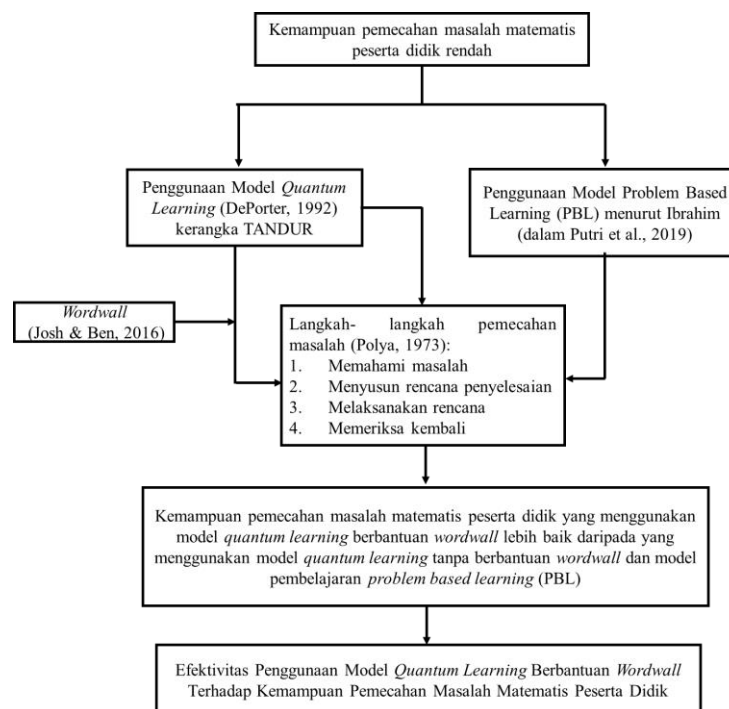 Kemampuan pemecahan masalah matematis
peserta didik rendah
Penggunaan Model Quantum
Learning (DePorter, 1992)
kerangka TANDUR
Penggunaan Model Problem Based
Learning (PBL) menurut Ibrahim
(dalam Putri et al., 2019)
Wordwall
(Josh & Ben, 2016)
Langkah- langkah pemecahan
masalah (Polya, 1973):
1. Memahami masalah
2. Menyusun rencana penyelesaian
3. Melaksanakan rencana
4. Memeriksa kembali
Kemampuan pemecahan masalah matematis peserta didik yang menggunakan
model quantum learning berbantuan wordwall lebih baik daripada yang
menggunakan model quantum learning tanpa berbantuan wordwall dan model
pembelajaran problem based learning (PBL)
Efektivitas Penggunaan Model Quantum Learning Berbantuan Wordwall
Terhadap Kemampuan Pemecahan Masalah Matematis Peserta Didik